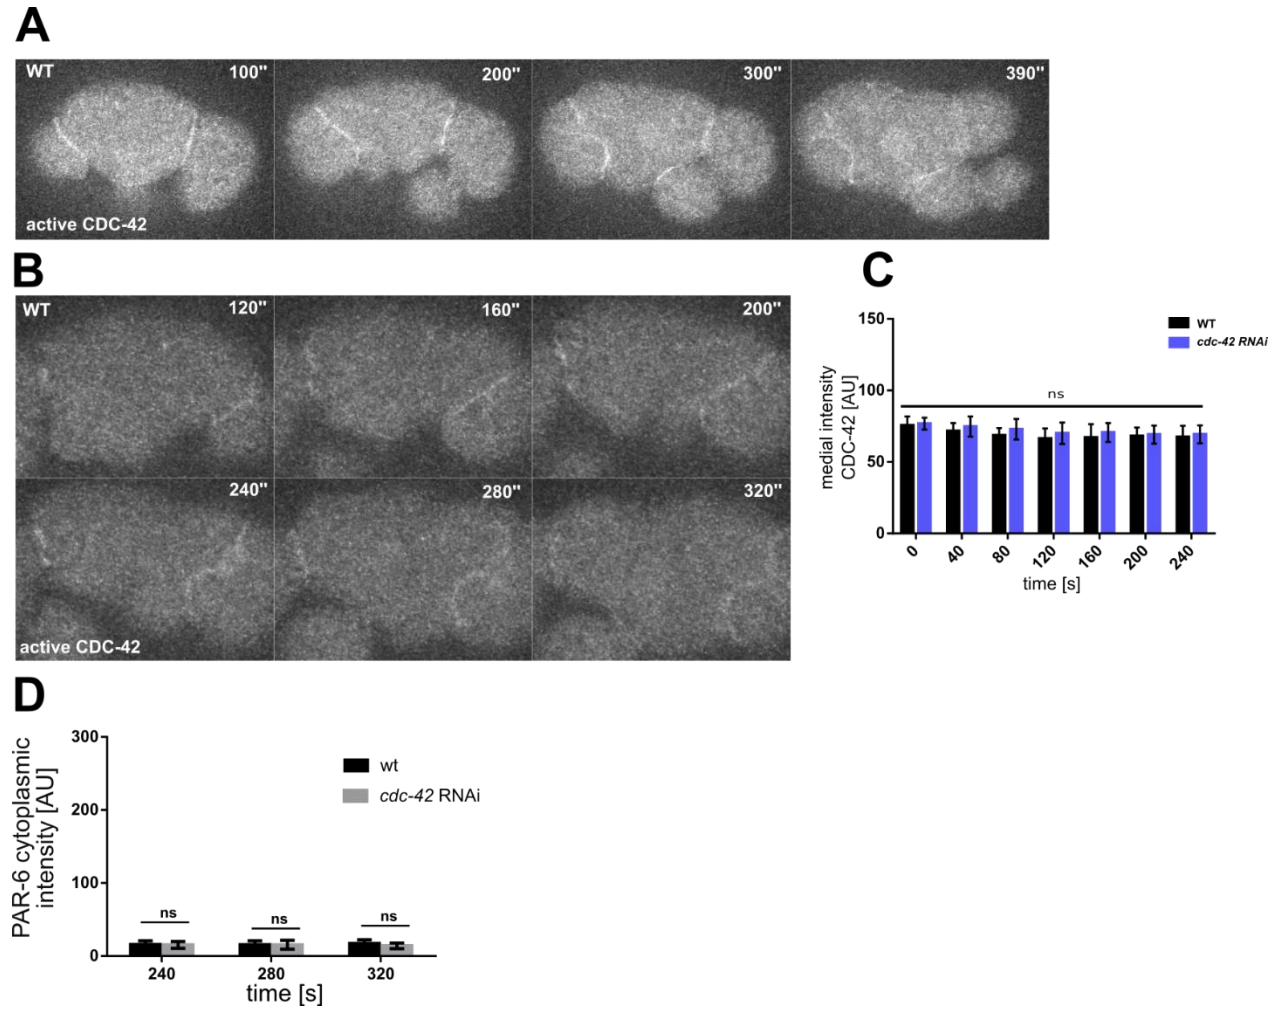 A
WT 100" 200" 300" 390"
active CDC-42
B
WT 120" 160" 200"
240" 280" 320"
active CDC-42
C
WT
cdc-42 RNAi
medial intensity
CDC-42 [AU]
150
100
50
0
ns
0 40 80 120 160 200 240
time [s]
D
PAR-6 cytoplasmic
intensity [AU]
300
200
100
0
wt
cdc-42 RNAi
ns ns ns
240 280 320
time [s]